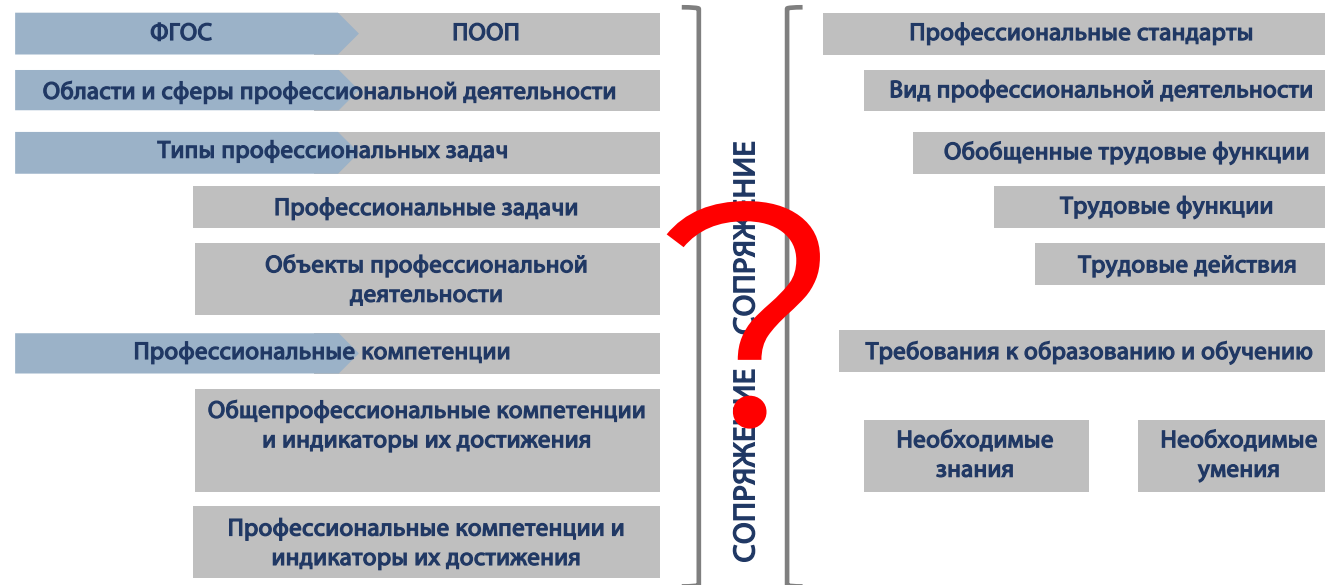 ФГОС ПООП
Области и сферы профессиональной деятельности
Типы профессиональных задач
Профессиональные задачи
Объекты профессиональной
деятельности
Профессиональные компетенции
Общепрофессиональные компетенции
и индикаторы их достижения
Профессиональные компетенции и
индикаторы их достижения
СОПРЯЖЕНИЕ СОПРЯЖЕНИЕ
?
Профессиональные стандарты
Вид профессиональной деятельности
Обобщенные трудовые функции
Трудовые функции
Трудовые действия
Требования к образованию и обучению
Необходимые
знания
Необходимые
умения